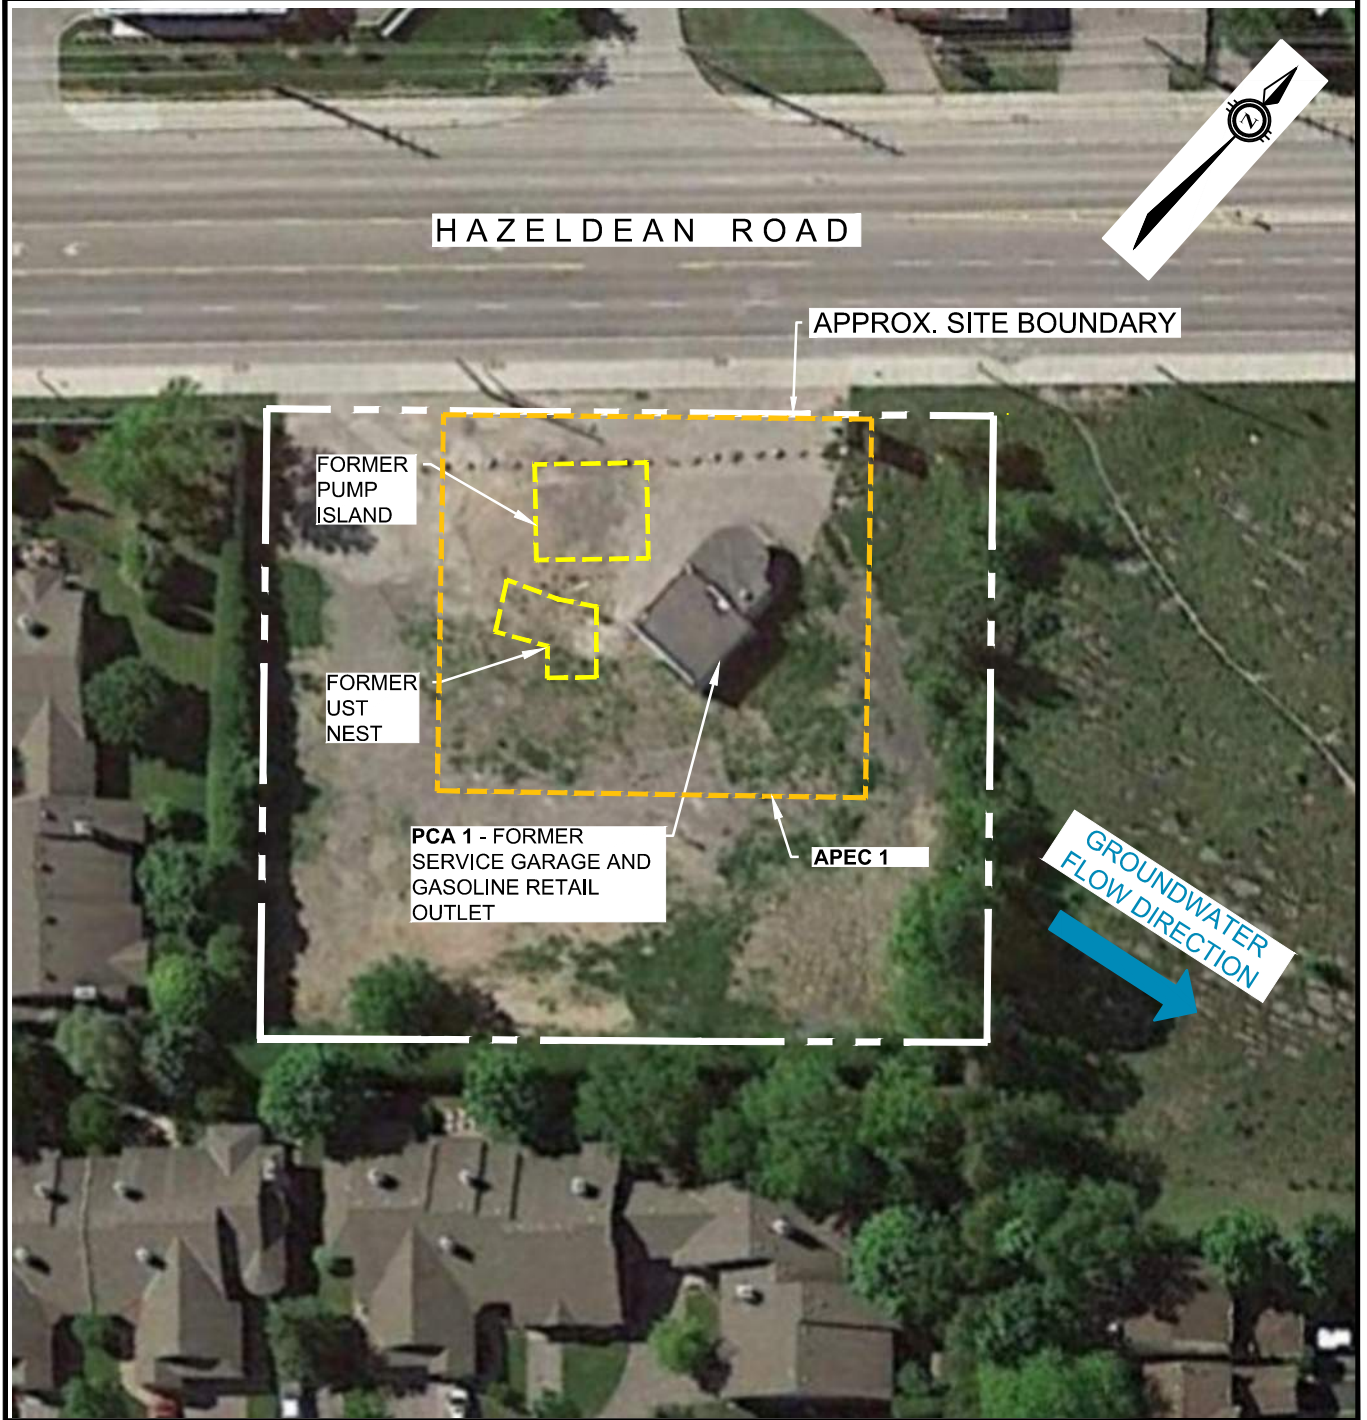 N
HAZELDEAN ROAD
APPROX. SITE BOUNDARY
FORMER
PUMP
ISLAND
FORMER
UST
NEST
PCA 1 - FORMER
SERVICE GARAGE AND
GASOLINE RETAIL
OUTLET
APEC 1
GROUNDWATER
FLOW DIRECTION